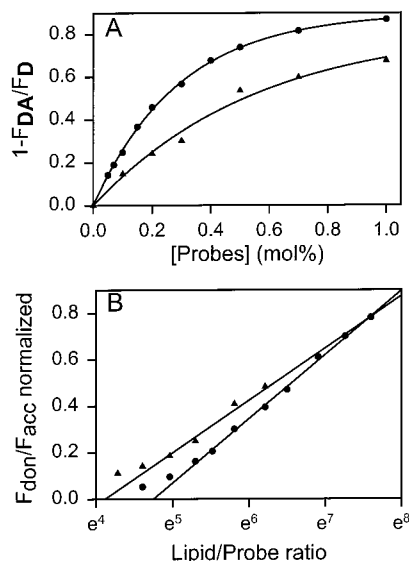 A
1-FDA/FD
0.8
0.6
0.4
0.2
0.0
0.0 0.2 0.4 0.6 0.8 1.0
[Probes] (mol%)
B
Fdon/Facc normalized
0.8
0.6
0.4
0.2
0.0
e⁴ e⁵ e⁶ e⁷ e⁸
Lipid/Probe ratio